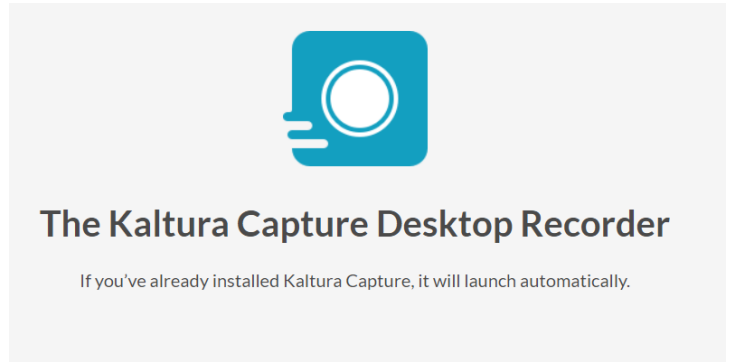 The Kaltura Capture Desktop Recorder
If you’ve already installed Kaltura Capture, it will launch automatically.